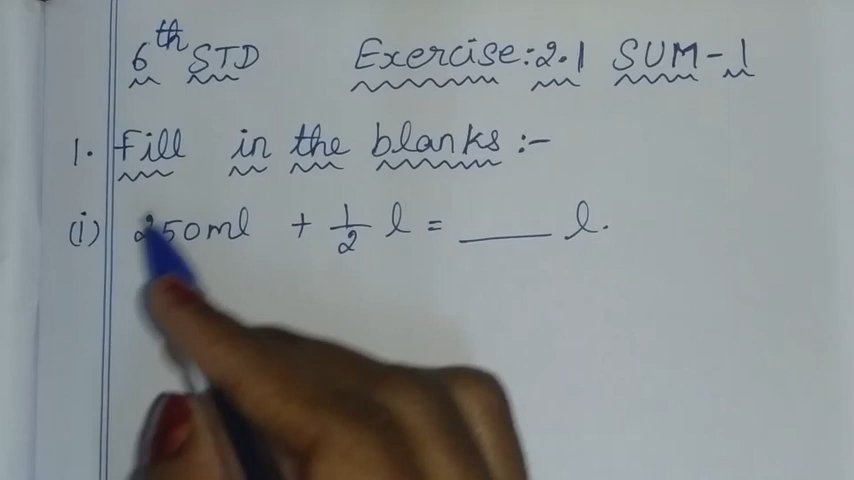 6th STD Exercise:2.1 SUM-1
1. Fill in the blanks :-
(i) 250ml + 1/2 l = ____ l.